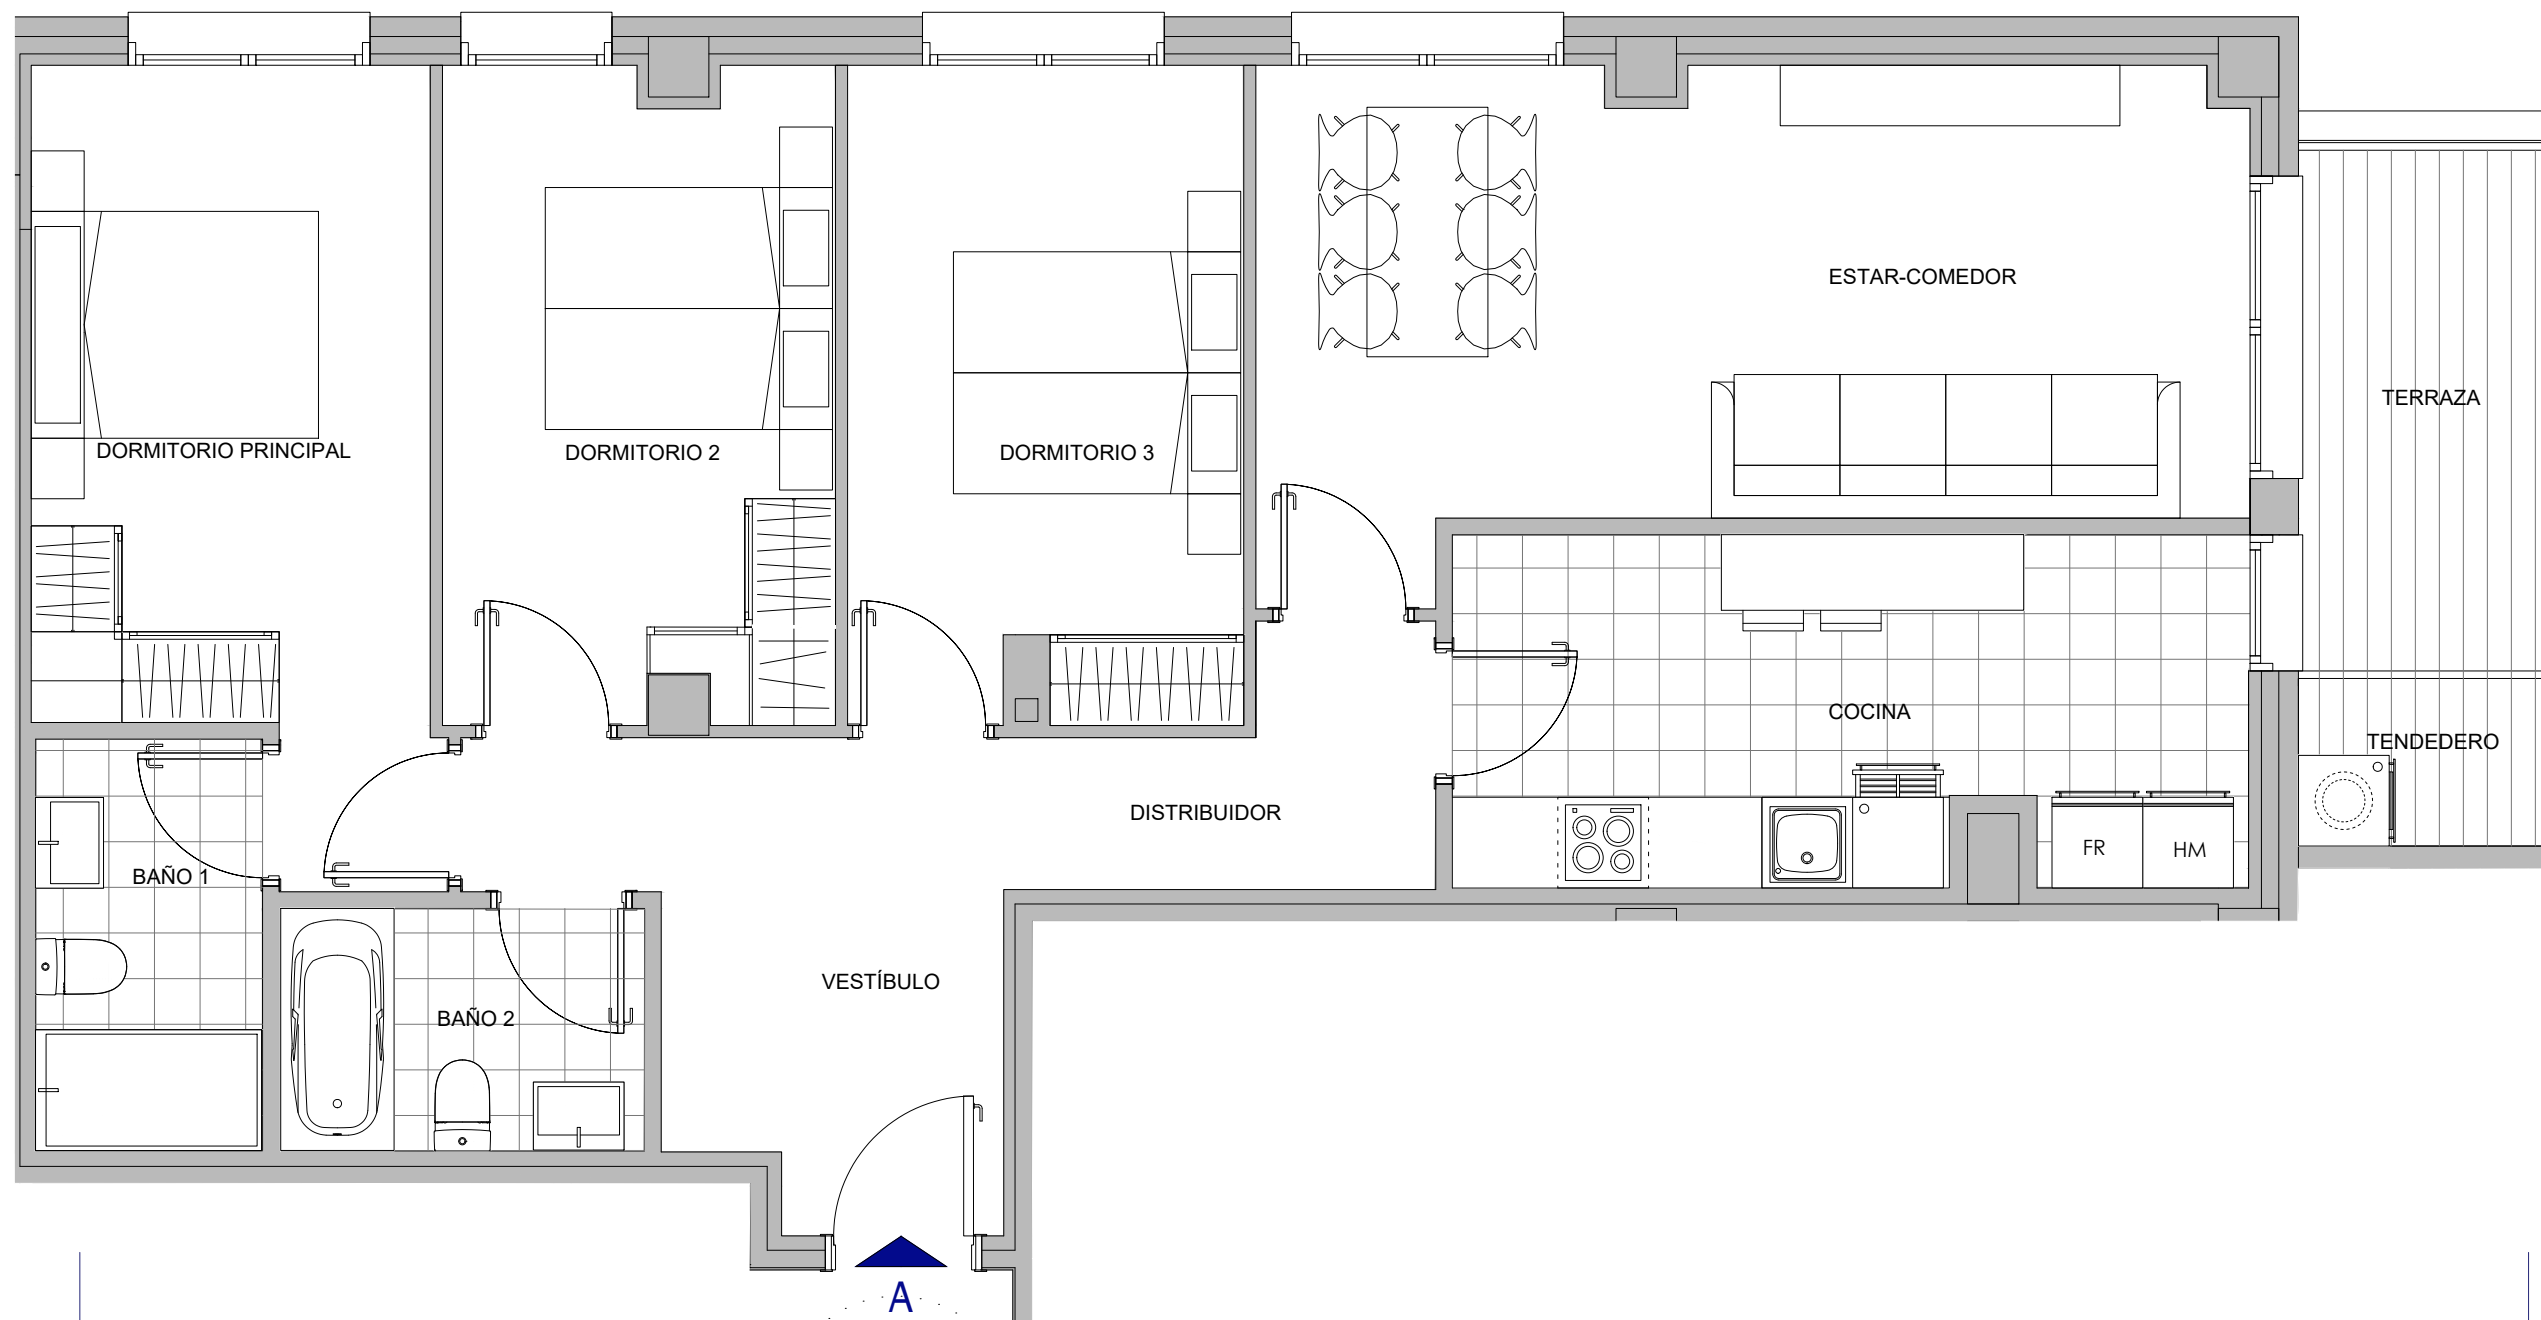 ESTAR-COMEDOR
TERRAZA
DORMITORIO PRINCIPAL
DORMITORIO 2
DORMITORIO 3
COCINA
TENDEDERO
DISTRIBUIDOR
FR
HM
BAÑO 1
VESTÍBULO
BAÑO 2
A